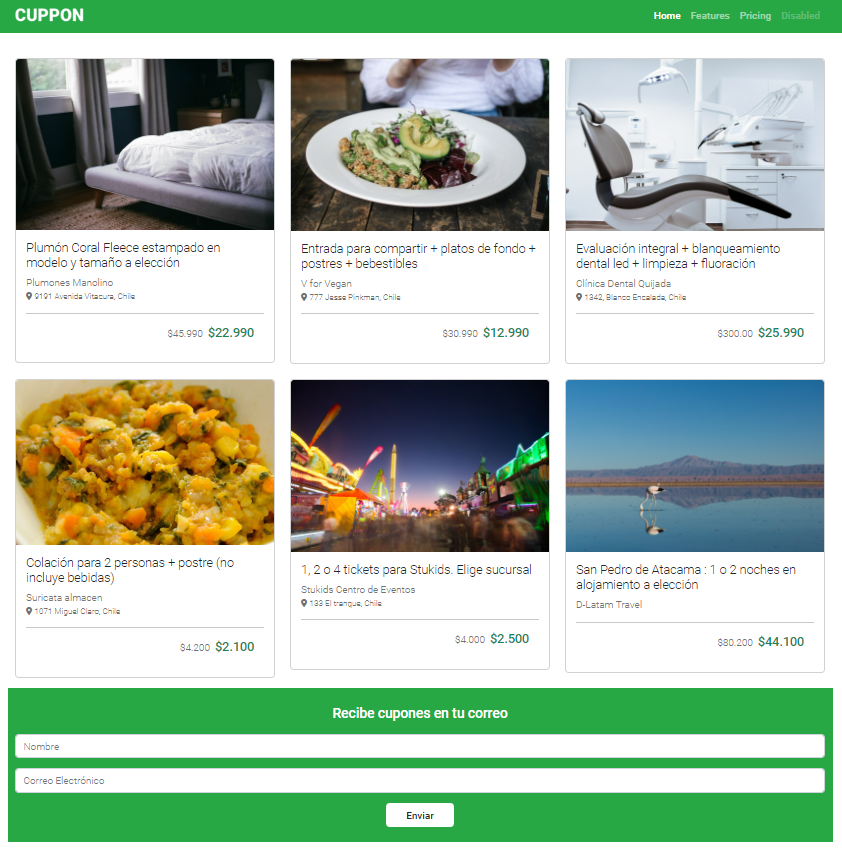 CUPPON
Home Features Pricing Disabled
Plumón Coral Fleece estampado en
modelo y tamaño a elección
Plumones Manolino
9191 Avenida Vitacura, Chile
$45.990 $22.990
Entrada para compartir + platos de fondo +
postres + bebestibles
V for Vegan
777 Jesse Pinkman, Chile
$30.990 $12.990
Evaluación integral + blanqueamiento
dental led + limpieza + fluoración
Clínica Dental Quijada
1342, Blanco Encalada, Chile
$300.00 $25.990
Colación para 2 personas + postre (no
incluye bebidas)
Suricata almacen
1071 Miguel Claro, Chile
$4.200 $2.100
1, 2 o 4 tickets para Stukids. Elige sucursal
Stukids Centro de Eventos
133 El tranque, Chile
$4.000 $2.500
San Pedro de Atacama : 1 o 2 noches en
alojamiento a elección
D-Latam Travel
$80.200 $44.100
Recibe cupones en tu correo
Nombre
Correo Electrónico
Enviar